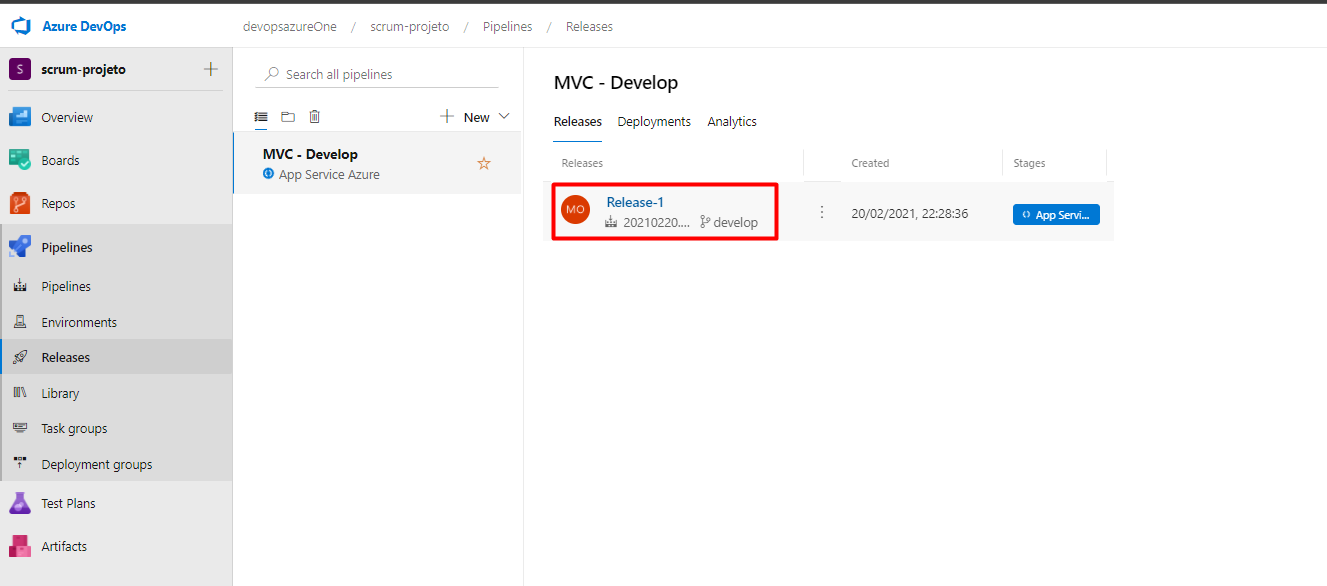 Azure DevOps
devopsazureOne / scrum-projeto / Pipelines / Releases
S scrum-projeto
Overview
Boards
Repos
Pipelines
Pipelines
Environments
Releases
Library
Task groups
Deployment groups
Test Plans
Artifacts
Search all pipelines
New
MVC - Develop
App Service Azure
MVC - Develop
Releases Deployments Analytics
Releases Created Stages
MO Release-1
20210220.... develop
20/02/2021, 22:28:36
App Servi...